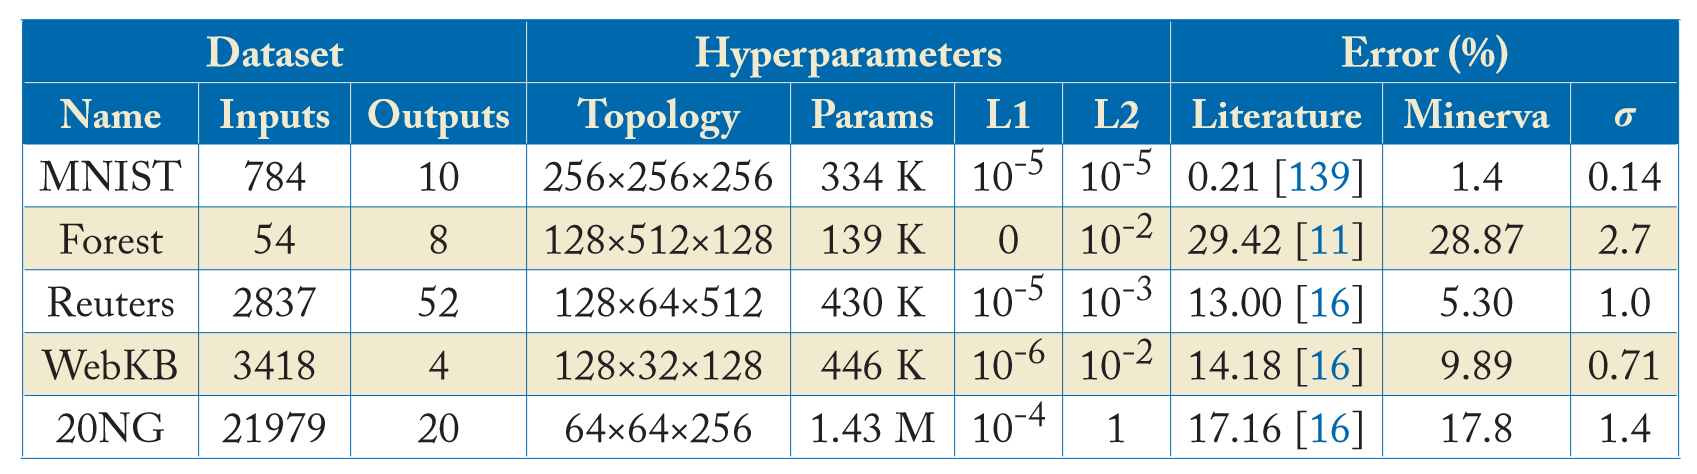 Dataset Hyperparameters Error (%)
Name Inputs Outputs Topology Params L1 L2 Literature Minerva σ
MNIST 784 10 256×256×256 334 K 10⁻⁵ 10⁻⁵ 0.21 [139] 1.4 0.14
Forest 54 8 128×512×128 139 K 0 10⁻² 29.42 [11] 28.87 2.7
Reuters 2837 52 128×64×512 430 K 10⁻⁵ 10⁻³ 13.00 [16] 5.30 1.0
WebKB 3418 4 128×32×128 446 K 10⁻⁶ 10⁻² 14.18 [16] 9.89 0.71
20NG 21979 20 64×64×256 1.43 M 10⁻⁴ 1 17.16 [16] 17.8 1.4